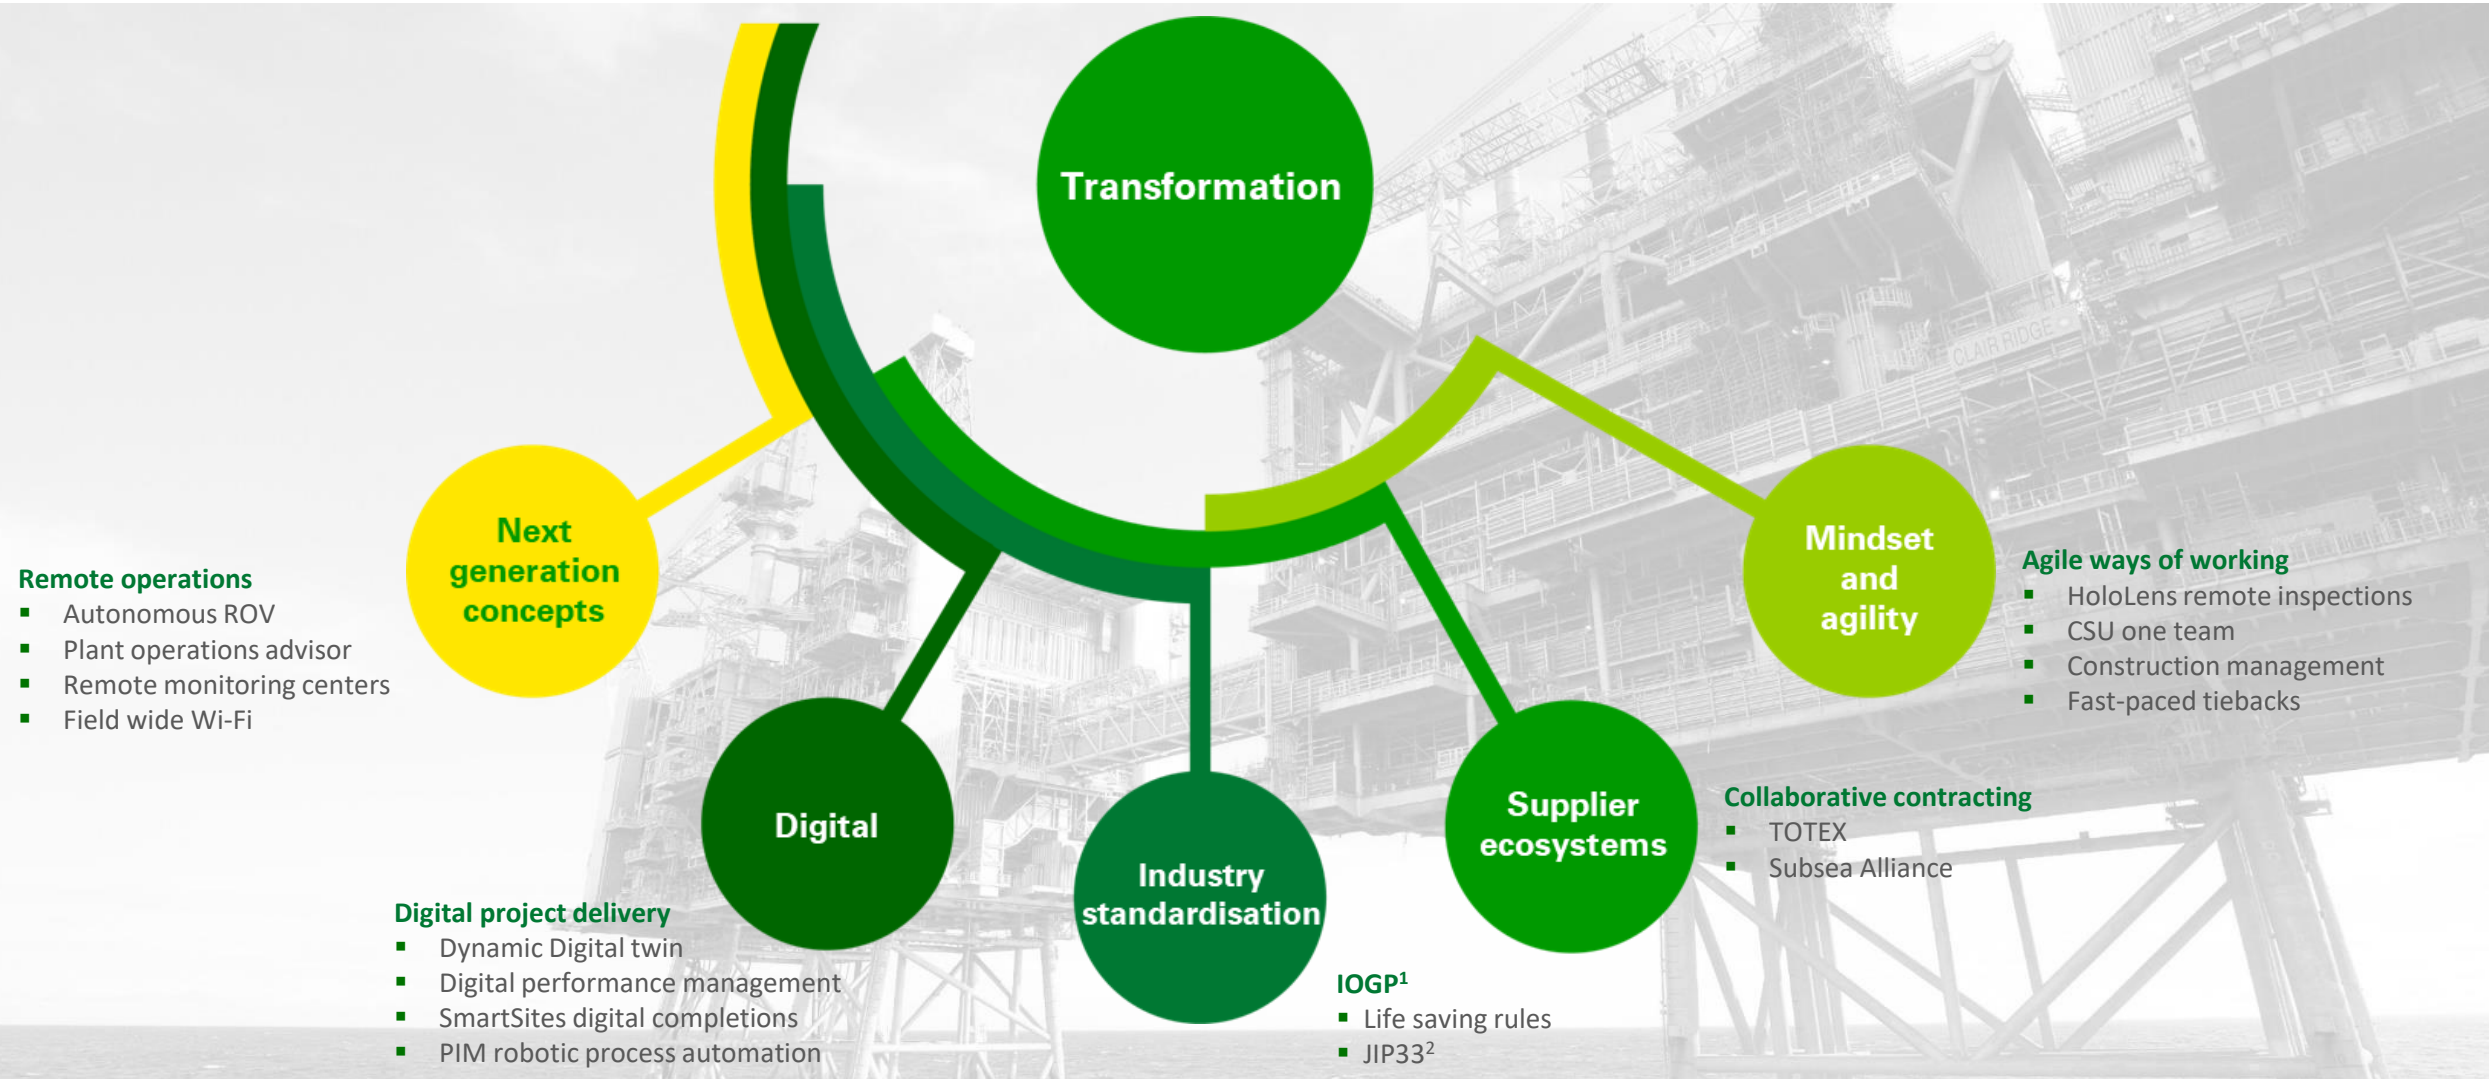 Transformation
Next
generation
concepts
Remote operations
▪ Autonomous ROV
▪ Plant operations advisor
▪ Remote monitoring centers
▪ Field wide Wi-Fi
Digital
Digital project delivery
▪ Dynamic Digital twin
▪ Digital performance management
▪ SmartSites digital completions
▪ PIM robotic process automation
Industry
standardisation
IOGP¹
▪ Life saving rules
▪ JIP33²
Supplier
ecosystems
Collaborative contracting
▪ TOTEX
▪ Subsea Alliance
Mindset
and
agility
Agile ways of working
▪ HoloLens remote inspections
▪ CSU one team
▪ Construction management
▪ Fast-paced tiebacks
CLAIR RIDGE